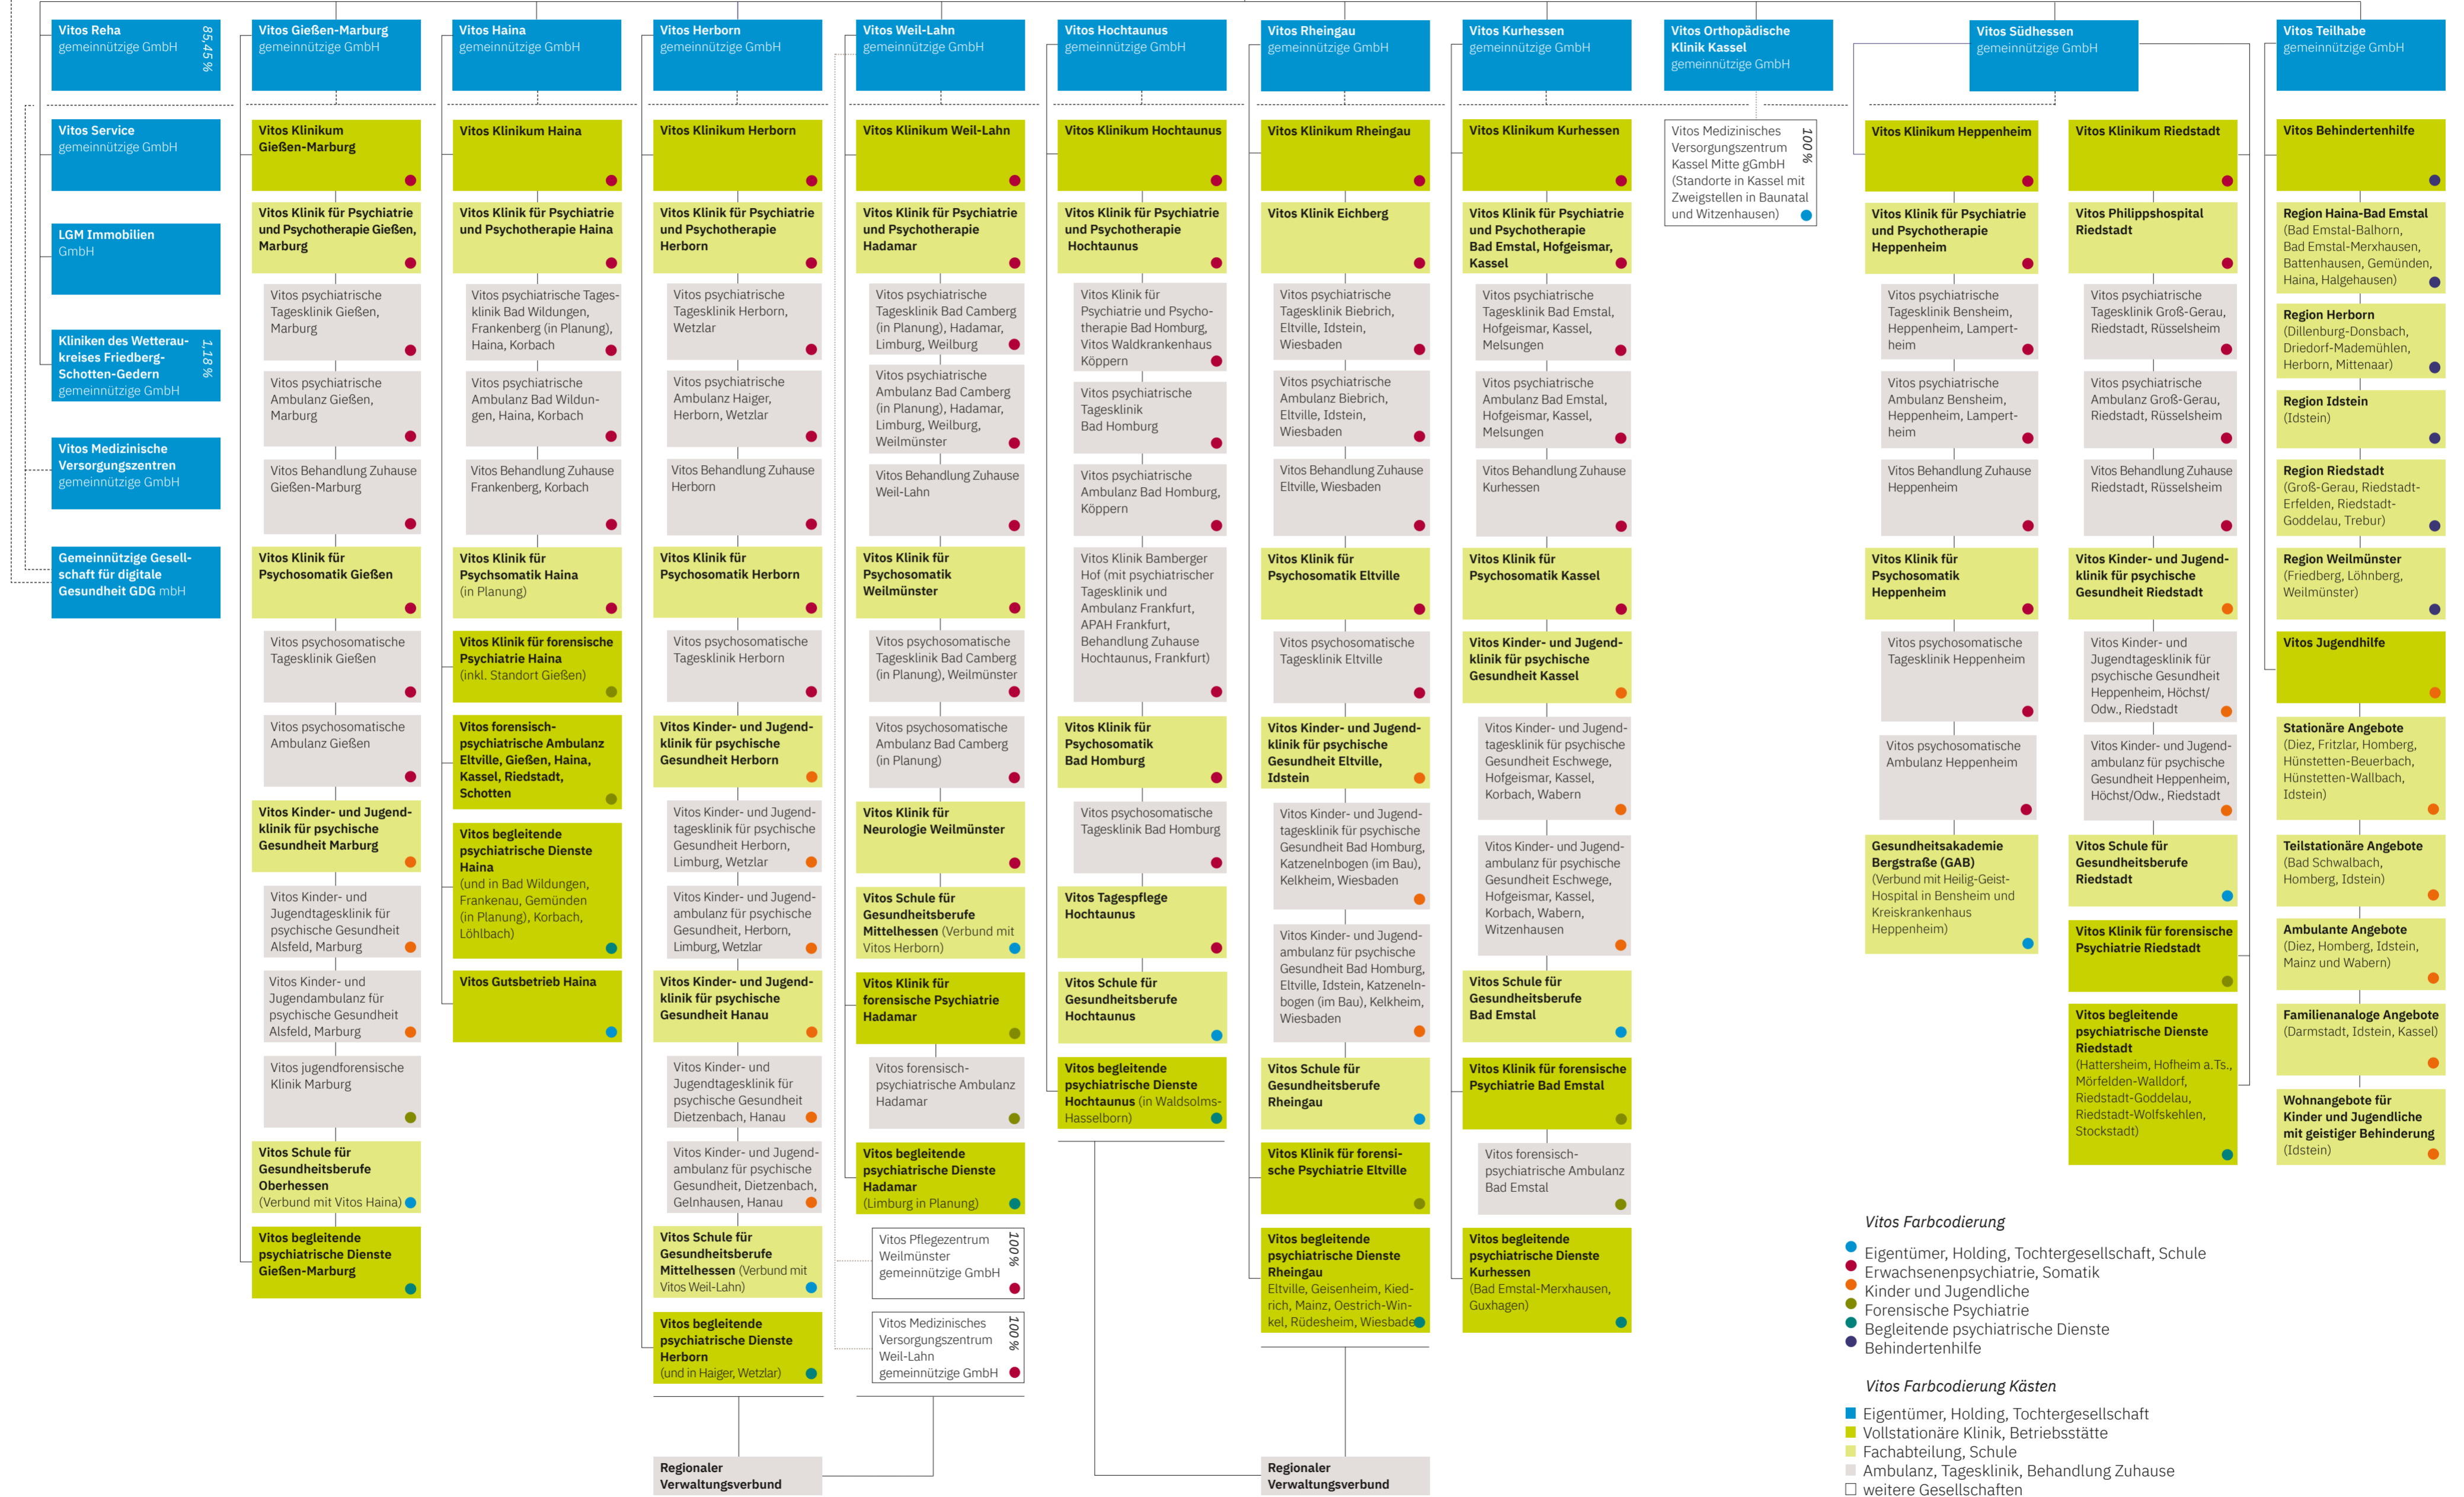 Vitos Reha
gemeinnützige GmbH
85,45 %
Vitos Service
gemeinnützige GmbH
LGM Immobilien
GmbH
Kliniken des Wetterau-
kreises Friedberg-
Schotten-Gedern
gemeinnützige GmbH
1,18 %
Vitos Medizinische
Versorgungszentren
gemeinnützige GmbH
Gemeinnützige Gesell-
schaft für digitale
Gesundheit GDG mbH
Vitos Gießen-Marburg
gemeinnützige GmbH
Vitos Klinikum
Gießen-Marburg
Vitos Klinik für Psychiatrie
und Psychotherapie Gießen,
Marburg
Vitos psychiatrische
Tagesklinik Gießen,
Marburg
Vitos psychiatrische
Ambulanz Gießen,
Marburg
Vitos Behandlung Zuhause
Gießen-Marburg
Vitos Klinik für
Psychosomatik Gießen
Vitos psychosomatische
Tagesklinik Gießen
Vitos psychosomatische
Ambulanz Gießen
Vitos Kinder- und Jugend-
klinik für psychische
Gesundheit Marburg
Vitos Kinder- und
Jugendtagesklinik für
psychische Gesundheit
Alsfeld, Marburg
Vitos Kinder- und
Jugendambulanz für
psychische Gesundheit
Alsfeld, Marburg
Vitos jugendforensische
Klinik Marburg
Vitos Schule für
Gesundheitsberufe
Oberhessen
(Verbund mit Vitos Haina)
Vitos begleitende
psychiatrische Dienste
Gießen-Marburg
Vitos Haina
gemeinnützige GmbH
Vitos Klinikum Haina
Vitos Klinik für Psychiatrie
und Psychotherapie Haina
Vitos psychiatrische Tages-
klinik Bad Wildungen,
Frankenberg (in Planung),
Haina, Korbach
Vitos psychiatrische
Ambulanz Bad Wildun-
gen, Haina, Korbach
Vitos Behandlung Zuhause
Frankenberg, Korbach
Vitos Klinik für
Psychsomatik Haina
(in Planung)
Vitos Klinik für forensische
Psychiatrie Haina
(inkl. Standort Gießen)
Vitos forensisch-
psychiatrische Ambulanz
Eltville, Gießen, Haina,
Kassel, Riedstadt,
Schotten
Vitos begleitende
psychiatrische Dienste
Haina
(und in Bad Wildungen,
Frankenau, Gemünden
(in Planung), Korbach,
Löhlbach)
Vitos Gutsbetrieb Haina
Vitos Herborn
gemeinnützige GmbH
Vitos Klinikum Herborn
Vitos Klinik für Psychiatrie
und Psychotherapie
Herborn
Vitos psychiatrische
Tagesklinik Herborn,
Wetzlar
Vitos psychiatrische
Ambulanz Haiger,
Herborn, Wetzlar
Vitos Behandlung Zuhause
Herborn
Vitos Klinik für
Psychosomatik Herborn
Vitos psychosomatische
Tagesklinik Herborn
Vitos Kinder- und Jugend-
klinik für psychische
Gesundheit Herborn
Vitos Kinder- und Jugend-
tagesklinik für psychische
Gesundheit Herborn,
Limburg, Wetzlar
Vitos Kinder- und Jugend-
ambulanz für psychische
Gesundheit, Herborn,
Limburg, Wetzlar
Vitos Kinder- und Jugend-
klinik für psychische
Gesundheit Hanau
Vitos Kinder- und
Jugendtagesklinik für
psychische Gesundheit
Dietzenbach, Hanau
Vitos Kinder- und Jugend-
ambulanz für psychische
Gesundheit, Dietzenbach,
Gelnhausen, Hanau
Vitos Schule für
Gesundheitsberufe
Mittelhessen (Verbund mit
Vitos Weil-Lahn)
Vitos begleitende
psychiatrische Dienste
Herborn
(und in Haiger, Wetzlar)
Regionaler
Verwaltungsverbund
Vitos Weil-Lahn
gemeinnützige GmbH
Vitos Klinikum Weil-Lahn
Vitos Klinik für Psychiatrie
und Psychotherapie
Hadamar
Vitos psychiatrische
Tagesklinik Bad Camberg
(in Planung), Hadamar,
Limburg, Weilburg
Vitos psychiatrische
Ambulanz Bad Camberg
(in Planung), Hadamar,
Limburg, Weilburg,
Weilmünster
Vitos Behandlung Zuhause
Weil-Lahn
Vitos Klinik für
Psychosomatik
Weilmünster
Vitos psychosomatische
Tagesklinik Bad Camberg
(in Planung), Weilmünster
Vitos psychosomatische
Ambulanz Bad Camberg
(in Planung)
Vitos Klinik für
Neurologie Weilmünster
Vitos Schule für
Gesundheitsberufe
Mittelhessen (Verbund mit
Vitos Herborn)
Vitos Klinik für
forensische Psychiatrie
Hadamar
Vitos forensisch-
psychiatrische Ambulanz
Hadamar
Vitos begleitende
psychiatrische Dienste
Hadamar
(Limburg in Planung)
Vitos Pflegezentrum
Weilmünster
gemeinnützige GmbH
100 %
Vitos Medizinisches
Versorgungszentrum
Weil-Lahn
gemeinnützige GmbH
100 %
Vitos Hochtaunus
gemeinnützige GmbH
Vitos Klinikum Hochtaunus
Vitos Klinik für Psychiatrie
und Psychotherapie
Hochtaunus
Vitos Klinik für
Psychiatrie und Psycho-
therapie Bad Homburg,
Vitos Waldkrankenhaus
Köppern
Vitos psychiatrische
Tagesklinik
Bad Homburg
Vitos psychiatrische
Ambulanz Bad Homburg,
Köppern
Vitos Klinik Bamberger
Hof (mit psychiatrischer
Tagesklinik und
Ambulanz Frankfurt,
APAH Frankfurt,
Behandlung Zuhause
Hochtaunus, Frankfurt)
Vitos Klinik für
Psychosomatik
Bad Homburg
Vitos psychosomatische
Tagesklinik Bad Homburg
Vitos Tagespflege
Hochtaunus
Vitos Schule für
Gesundheitsberufe
Hochtaunus
Vitos begleitende
psychiatrische Dienste
Hochtaunus (in Waldsolms-
Hasselborn)
Vitos Rheingau
gemeinnützige GmbH
Vitos Klinikum Rheingau
Vitos Klinik Eichberg
Vitos psychiatrische
Tagesklinik Biebrich,
Eltville, Idstein,
Wiesbaden
Vitos psychiatrische
Ambulanz Biebrich,
Eltville, Idstein,
Wiesbaden
Vitos Behandlung Zuhause
Eltville, Wiesbaden
Vitos Klinik für
Psychosomatik Eltville
Vitos psychosomatische
Tagesklinik Eltville
Vitos Kinder- und Jugend-
klinik für psychische
Gesundheit Eltville,
Idstein
Vitos Kinder- und Jugend-
tagesklinik für psychische
Gesundheit Bad Homburg,
Katzenelnbogen (im Bau),
Kelkheim, Wiesbaden
Vitos Kinder- und Jugend-
ambulanz für psychische
Gesundheit Bad Homburg,
Eltville, Idstein, Katzeneln-
bogen (im Bau), Kelkheim,
Wiesbaden
Vitos Schule für
Gesundheitsberufe
Rheingau
Vitos Klinik für forensi-
sche Psychiatrie Eltville
Vitos begleitende
psychiatrische Dienste
Rheingau
Eltville, Geisenheim, Kied-
rich, Mainz, Oestrich-Win-
kel, Rüdesheim, Wiesbade
Regionaler
Verwaltungsverbund
Vitos Kurhessen
gemeinnützige GmbH
Vitos Klinikum Kurhessen
Vitos Klinik für Psychiatrie
und Psychotherapie
Bad Emstal, Hofgeismar,
Kassel
Vitos psychiatrische
Tagesklinik Bad Emstal,
Hofgeismar, Kassel,
Melsungen
Vitos psychiatrische
Ambulanz Bad Emstal,
Hofgeismar, Kassel,
Melsungen
Vitos Behandlung Zuhause
Kurhessen
Vitos Klinik für
Psychosomatik Kassel
Vitos Kinder- und Jugend-
klinik für psychische
Gesundheit Kassel
Vitos Kinder- und Jugend-
tagesklinik für psychische
Gesundheit Eschwege,
Hofgeismar, Kassel,
Korbach, Wabern
Vitos Kinder- und Jugend-
ambulanz für psychische
Gesundheit Eschwege,
Hofgeismar, Kassel,
Korbach, Wabern,
Witzenhausen
Vitos Schule für
Gesundheitsberufe
Bad Emstal
Vitos Klinik für forensische
Psychiatrie Bad Emstal
Vitos forensisch-
psychiatrische Ambulanz
Bad Emstal
Vitos begleitende
psychiatrische Dienste
Kurhessen
(Bad Emstal-Merxhausen,
Guxhagen)
Vitos Orthopädische
Klinik Kassel
gemeinnützige GmbH
Vitos Medizinisches
Versorgungszentrum
Kassel Mitte gGmbH
(Standorte in Kassel mit
Zweigstellen in Baunatal
und Witzenhausen)
100 %
Vitos Südhessen
gemeinnützige GmbH
Vitos Klinikum Heppenheim
Vitos Klinik für Psychiatrie
und Psychotherapie
Heppenheim
Vitos psychiatrische
Tagesklinik Bensheim,
Heppenheim, Lampert-
heim
Vitos psychiatrische
Ambulanz Bensheim,
Heppenheim, Lampert-
heim
Vitos Behandlung Zuhause
Heppenheim
Vitos Klinik für
Psychosomatik
Heppenheim
Vitos psychosomatische
Tagesklinik Heppenheim
Vitos psychosomatische
Ambulanz Heppenheim
Gesundheitsakademie
Bergstraße (GAB)
(Verbund mit Heilig-Geist-
Hospital in Bensheim und
Kreiskrankenhaus
Heppenheim)
Vitos Klinikum Riedstadt
Vitos Philippshospital
Riedstadt
Vitos psychiatrische
Tagesklinik Groß-Gerau,
Riedstadt, Rüsselsheim
Vitos psychiatrische
Ambulanz Groß-Gerau,
Riedstadt, Rüsselsheim
Vitos Behandlung Zuhause
Riedstadt, Rüsselsheim
Vitos Kinder- und Jugend-
klinik für psychische
Gesundheit Riedstadt
Vitos Kinder- und
Jugendtagesklinik für
psychische Gesundheit
Heppenheim, Höchst/
Odw., Riedstadt
Vitos Kinder- und Jugend-
ambulanz für psychische
Gesundheit Heppenheim,
Höchst/Odw., Riedstadt
Vitos Schule für
Gesundheitsberufe
Riedstadt
Vitos Klinik für forensische
Psychiatrie Riedstadt
Vitos begleitende
psychiatrische Dienste
Riedstadt
(Hattersheim, Hofheim a.Ts.,
Mörfelden-Walldorf,
Riedstadt-Goddelau,
Riedstadt-Wolfskehlen,
Stockstadt)
Vitos Teilhabe
gemeinnützige GmbH
Vitos Behindertenhilfe
Region Haina-Bad Emstal
(Bad Emstal-Balhorn,
Bad Emstal-Merxhausen,
Battenhausen, Gemünden,
Haina, Halgehausen)
Region Herborn
(Dillenburg-Donsbach,
Driedorf-Mademühlen,
Herborn, Mittenaar)
Region Idstein
(Idstein)
Region Riedstadt
(Groß-Gerau, Riedstadt-
Erfelden, Riedstadt-
Goddelau, Trebur)
Region Weilmünster
(Friedberg, Löhnberg,
Weilmünster)
Vitos Jugendhilfe
Stationäre Angebote
(Diez, Fritzlar, Homberg,
Hünstetten-Beuerbach,
Hünstetten-Wallbach,
Idstein)
Teilstationäre Angebote
(Bad Schwalbach,
Homberg, Idstein)
Ambulante Angebote
(Diez, Homberg, Idstein,
Mainz und Wabern)
Familienanaloge Angebote
(Darmstadt, Idstein, Kassel)
Wohnangebote für
Kinder und Jugendliche
mit geistiger Behinderung
(Idstein)
Vitos Farbcodierung
Eigentümer, Holding, Tochtergesellschaft, Schule
Erwachsenenpsychiatrie, Somatik
Kinder und Jugendliche
Forensische Psychiatrie
Begleitende psychiatrische Dienste
Behindertenhilfe
Vitos Farbcodierung Kästen
Eigentümer, Holding, Tochtergesellschaft
Vollstationäre Klinik, Betriebsstätte
Fachabteilung, Schule
Ambulanz, Tagesklinik, Behandlung Zuhause
weitere Gesellschaften